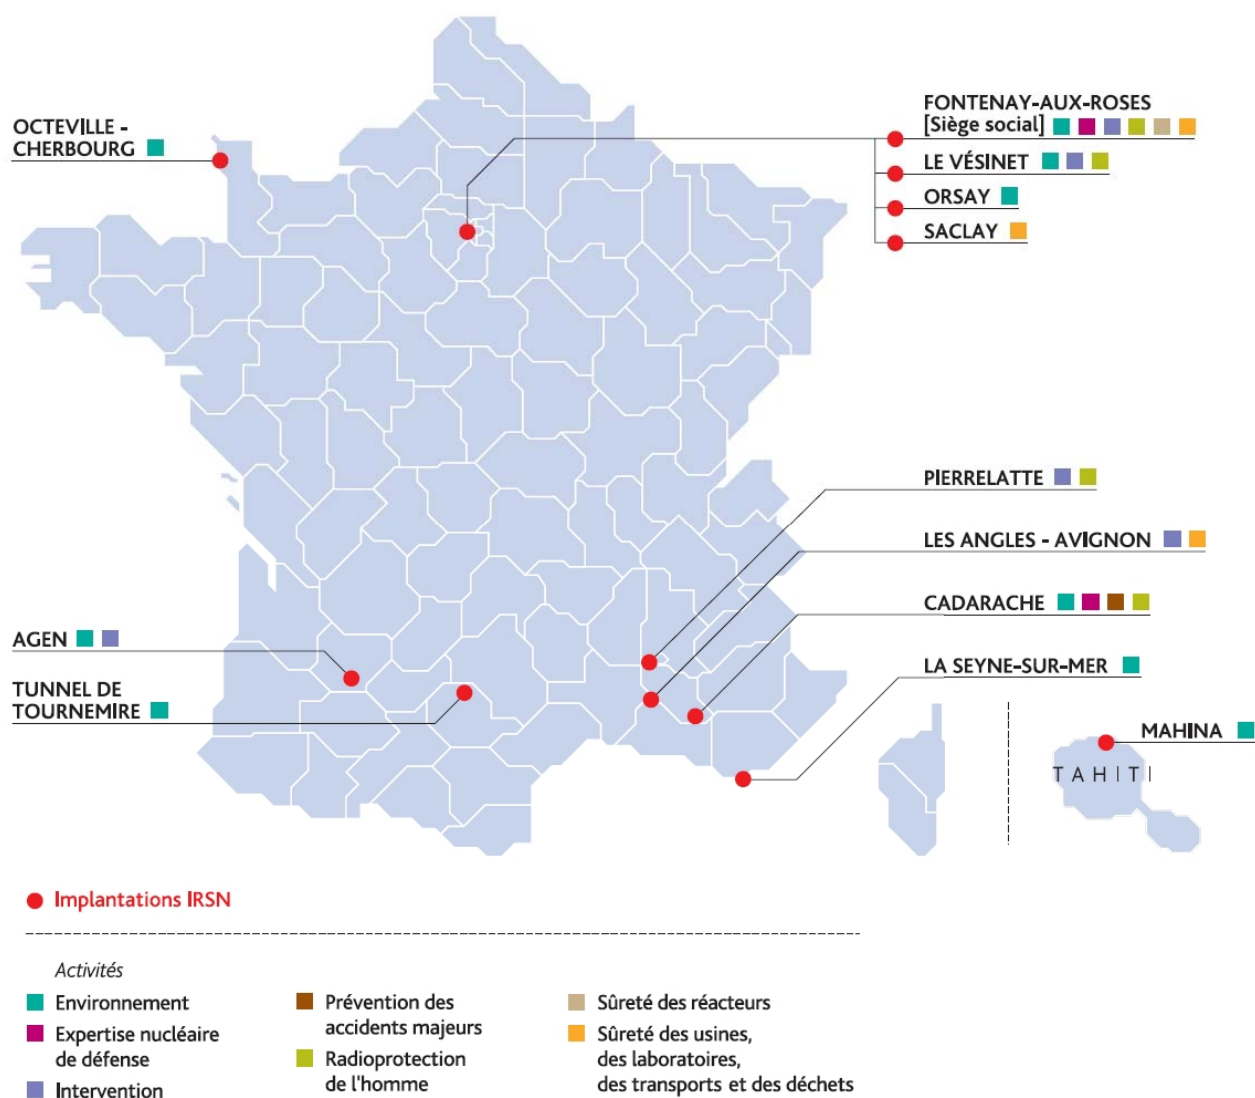 OCTEVILLE -
CHERBOURG
FONTENAY-AUX-ROSES
[Siège social]
LE VÉSINET
ORSAY
SACLAY
PIERRELATTE
LES ANGLES - AVIGNON
CADARACHE
AGEN
LA SEYNE-SUR-MER
TUNNEL DE
TOURNEMIRE
MAHINA
TAHITI
Implantations IRSN
Activités
Environnement
Expertise nucléaire
de défense
Intervention
Prévention des
accidents majeurs
Radioprotection
de l'homme
Sûreté des réacteurs
Sûreté des usines,
des laboratoires,
des transports et des déchets